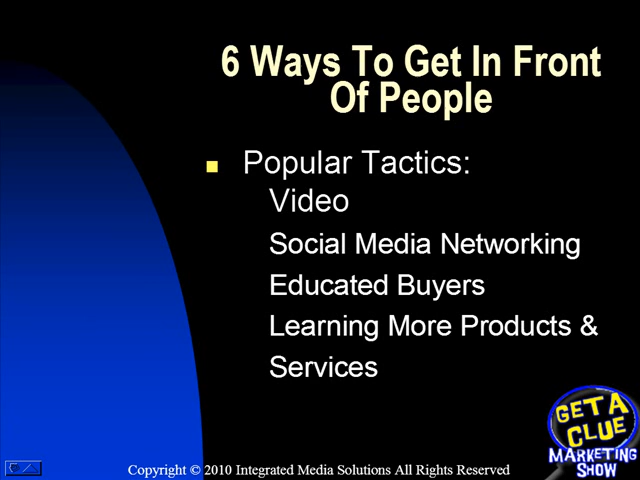 6 Ways To Get In Front
Of People
Popular Tactics:
Video
Social Media Networking
Educated Buyers
Learning More Products &
Services
GET A
CLUE
MARKETING
SHOW
Copyright © 2010 Integrated Media Solutions All Rights Reserved